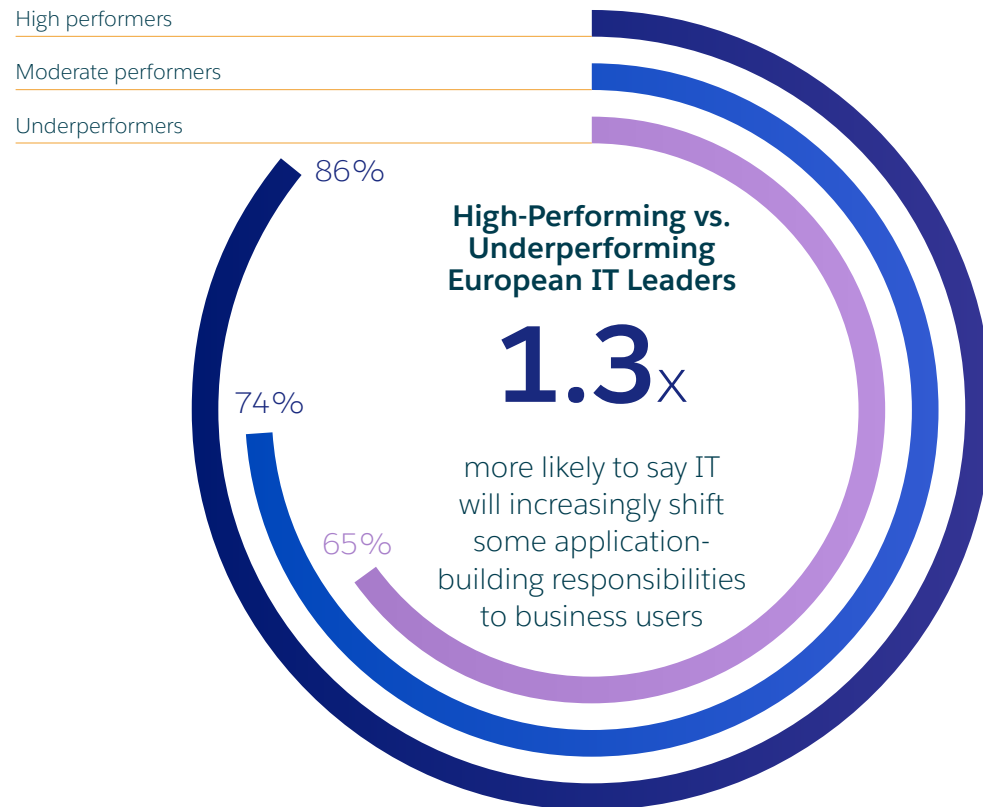 High performers
Moderate performers
Underperformers
86%
High-Performing vs.
Underperforming
European IT Leaders
1.3x
74%
more likely to say IT
will increasingly shift
some application-
65%
building responsibilities
to business users